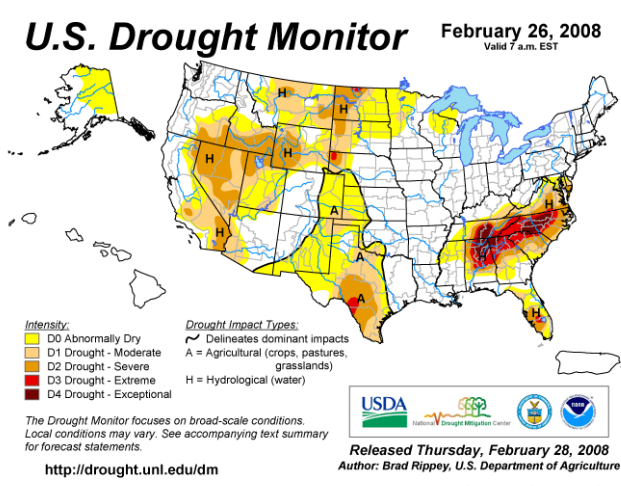 U.S. Drought Monitor
February 26, 2008
Valid 7 a.m. EST
H
H
H
H
H
H
H
H
A
A
A
Intensity:
D0 Abnormally Dry
D1 Drought - Moderate
D2 Drought - Severe
D3 Drought - Extreme
D4 Drought - Exceptional
Drought Impact Types:
Delineates dominant impacts
A = Agricultural (crops, pastures,
grasslands)
H = Hydrological (water)
The Drought Monitor focuses on broad-scale conditions.
Local conditions may vary. See accompanying text summary
for forecast statements.
http://drought.unl.edu/dm
USDA
National Drought Mitigation Center
Released Thursday, February 28, 2008
Author: Brad Rippey, U.S. Department of Agriculture